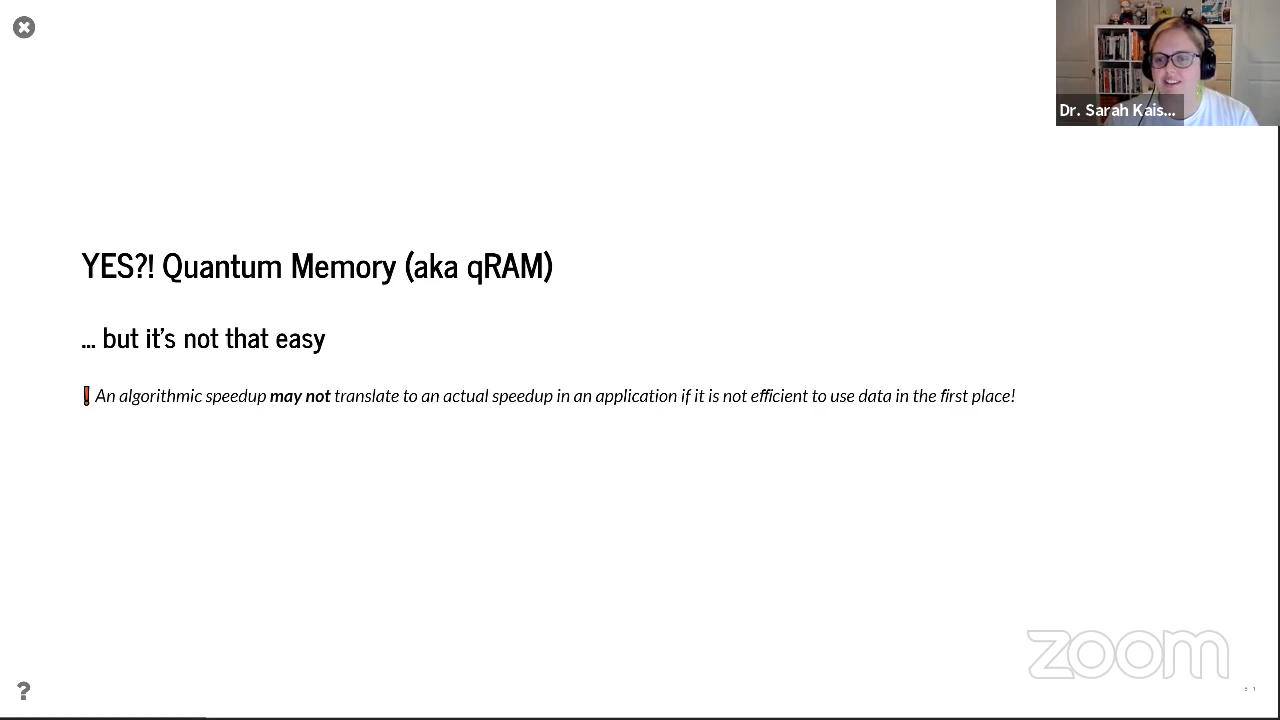 Dr. Sarah Kais...
YES?! Quantum Memory (aka qRAM)
... but it's not that easy
❗ An algorithmic speedup may not translate to an actual speedup in an application if it is not efficient to use data in the first place!
zoom
?